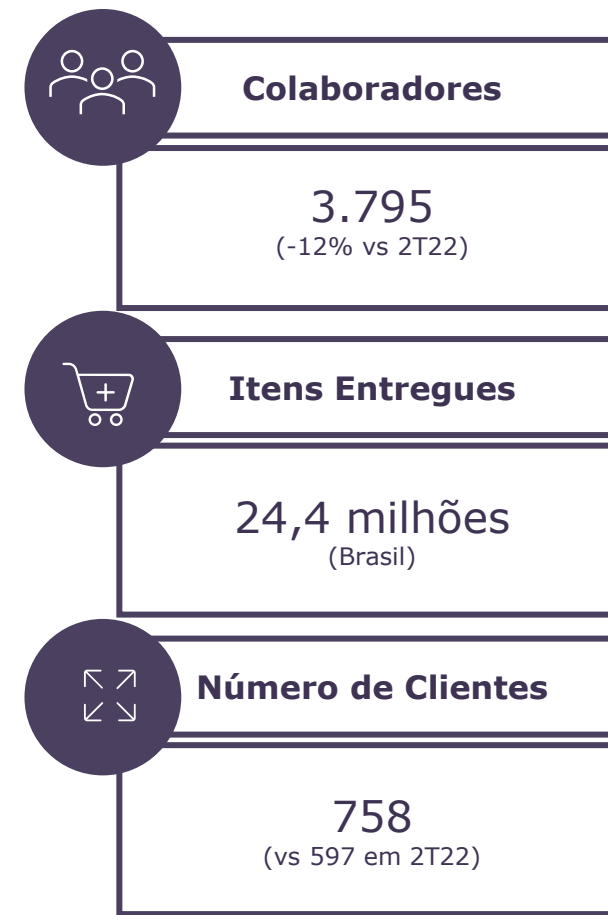 Colaboradores
3.795
(-12% vs 2T22)
Itens Entregues
24,4 milhões
(Brasil)
Número de Clientes
758
(vs 597 em 2T22)